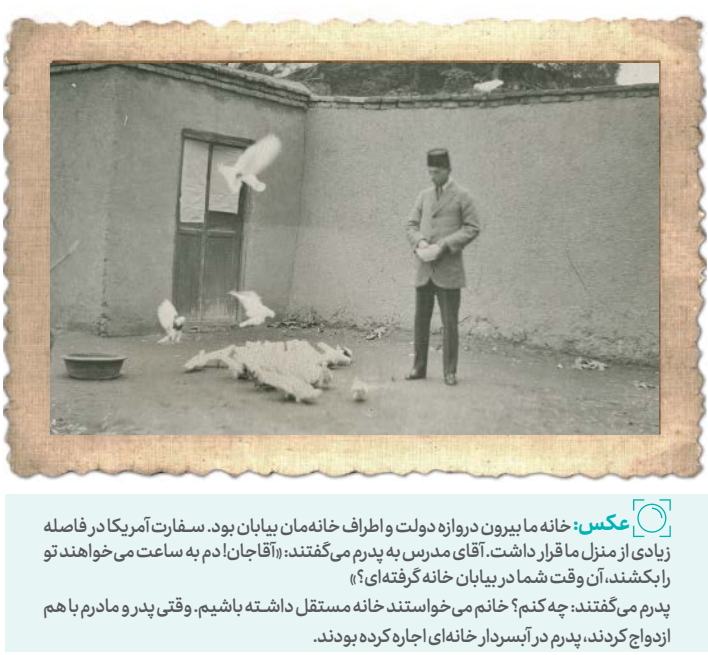 عکس: خانه ما بیرون دروازه دولت و اطراف خانه‌مان بیابان بود. سفارت آمریکا در فاصله
زیادی از منزل ما قرار داشت. آقای مدرس به پدرم می‌گفتند: «آقاجان! دم به ساعت می‌خواهند تو
را بکشند، آن وقت شما در بیابان خانه گرفته‌ای؟»
پدرم می‌گفتند: چه کنم؟ خانم می‌خواستند خانه مستقل داشته باشیم. وقتی پدر و مادرم با هم
ازدواج کردند، پدرم در آبسردار خانه‌ای اجاره کرده بودند.